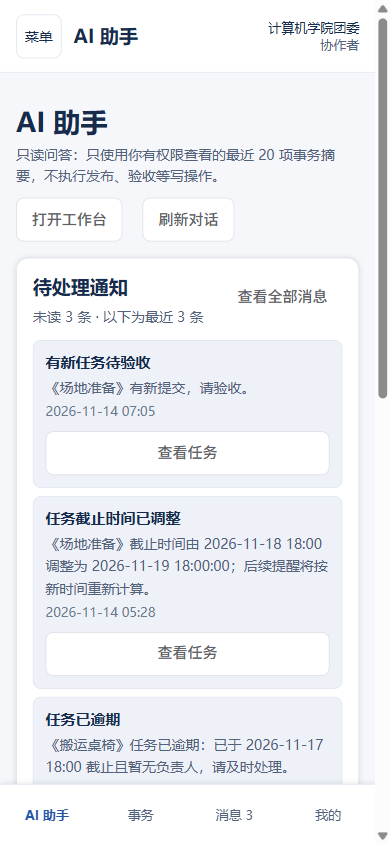 菜单
AI 助手
计算机学院团委
协作者
AI 助手
只读问答：只使用你有权限查看的最近 20 项事务摘
要，不执行发布、验收等写操作。
打开工作台
刷新对话
待处理通知
查看全部消息
未读 3 条 · 以下为最近 3 条
有新任务待验收
《场地准备》有新提交，请验收。
2026-11-14 07:05
查看任务
任务截止时间已调整
《场地准备》截止时间由 2026-11-18 18:00
调整为 2026-11-19 18:00:00；后续提醒将按
新时间重新计算。
2026-11-14 05:28
查看任务
任务已逾期
《搬运桌椅》任务已逾期：已于 2026-11-17
18:00 截止且暂无负责人，请及时处理。
AI 助手
事务
消息 3
我的